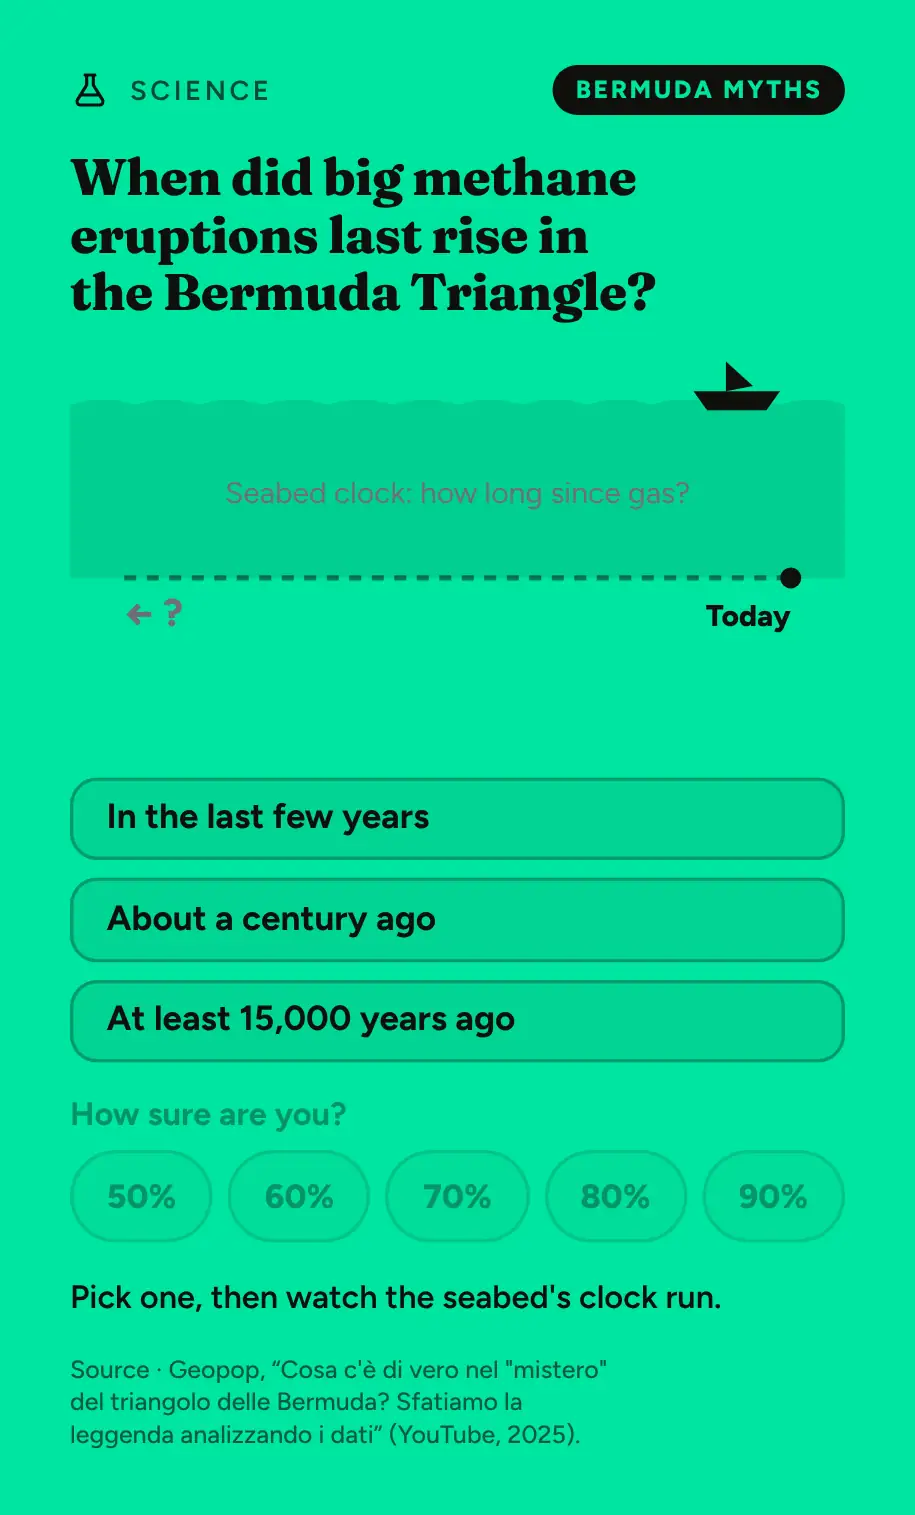 SCIENCE
BERMUDA MYTHS
When did big methane
eruptions last rise in
the Bermuda Triangle?
Seabed clock: how long since gas?
← ?
Today
In the last few years
About a century ago
At least 15,000 years ago
How sure are you?
50%
60%
70%
80%
90%
Pick one, then watch the seabed's clock run.
Source · Geopop, “Cosa c'è di vero nel "mistero"
del triangolo delle Bermuda? Sfatiamo la
leggenda analizzando i dati” (YouTube, 2025).